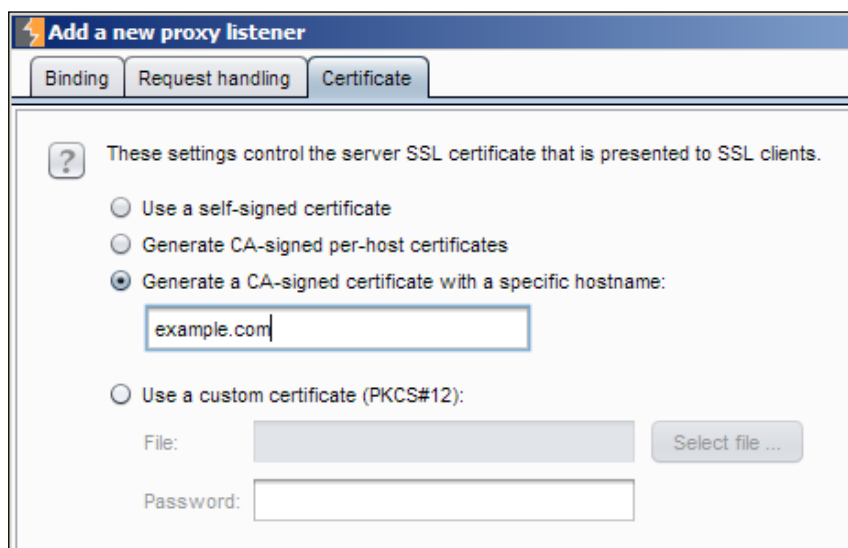 Add a new proxy listener
Binding Request handling Certificate
? These settings control the server SSL certificate that is presented to SSL clients.
Use a self-signed certificate
Generate CA-signed per-host certificates
Generate a CA-signed certificate with a specific hostname:
example.com
Use a custom certificate (PKCS#12):
File: Select file ...
Password: